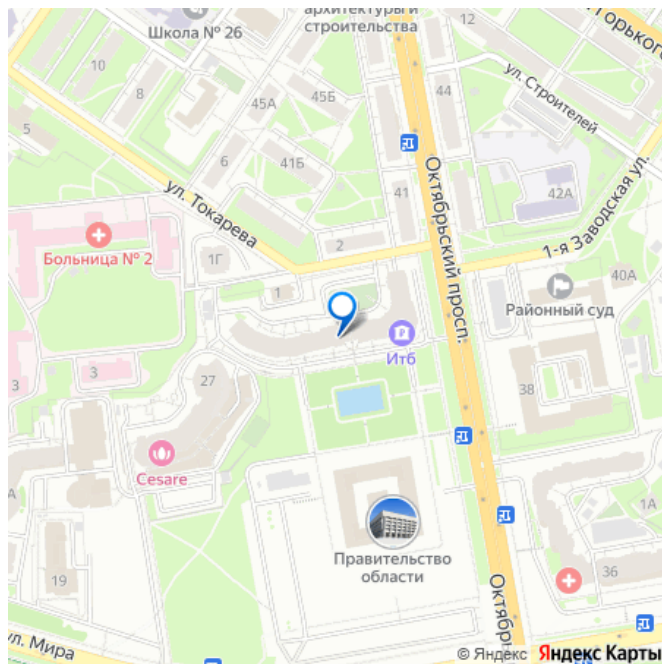 архитектуры и
строительства
12
Горького
Школа № 26
10
8
45А
45Б
44
ул. Строителей
5
6
41Б
41
42А
ул. Токарева
Октябрьский просп.
1-я Заводская ул.
Больница № 2
1Г
2
40А
1
Районный суд
Итб
3
3
27
38
Cesare
1А
Правительство
области
19
36
Октябрь
ул. Мира
© Яндекс Яндекс Карты